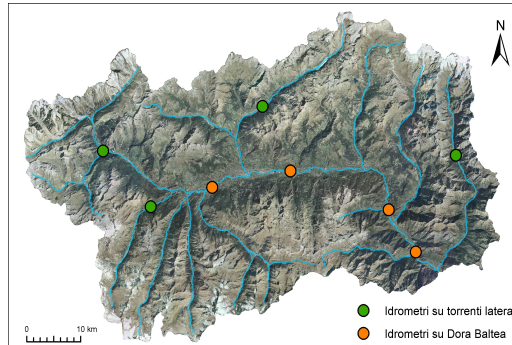 N
Idrometri su torrenti latera
Idrometri su Dora Baltea
0 10 km